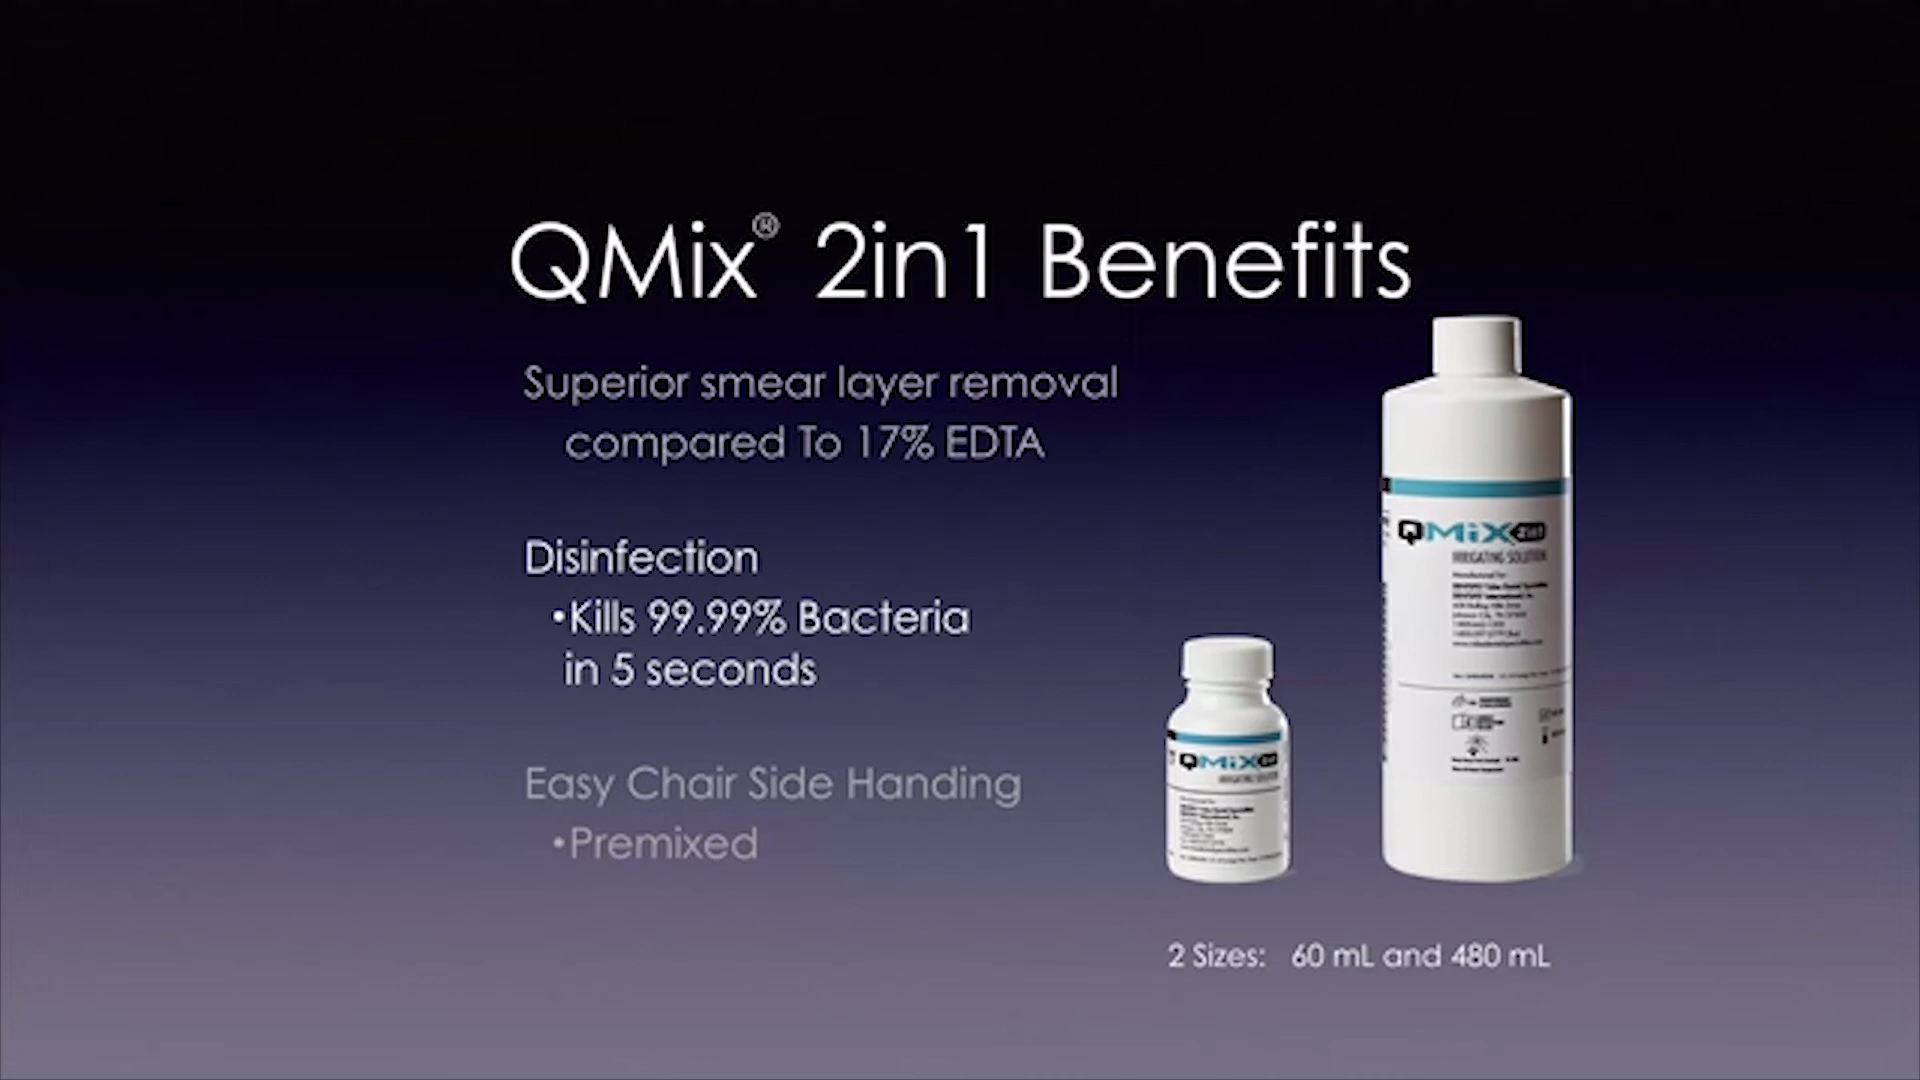 QMix® 2in1 Benefits
Superior smear layer removal
compared To 17% EDTA
Disinfection
•Kills 99.99% Bacteria
in 5 seconds
Easy Chair Side Handing
•Premixed
QMiX 2in1
IRRIGATING SOLUTION
QMiX
IRRIGATING SOLUTION
2 Sizes: 60 mL and 480 mL